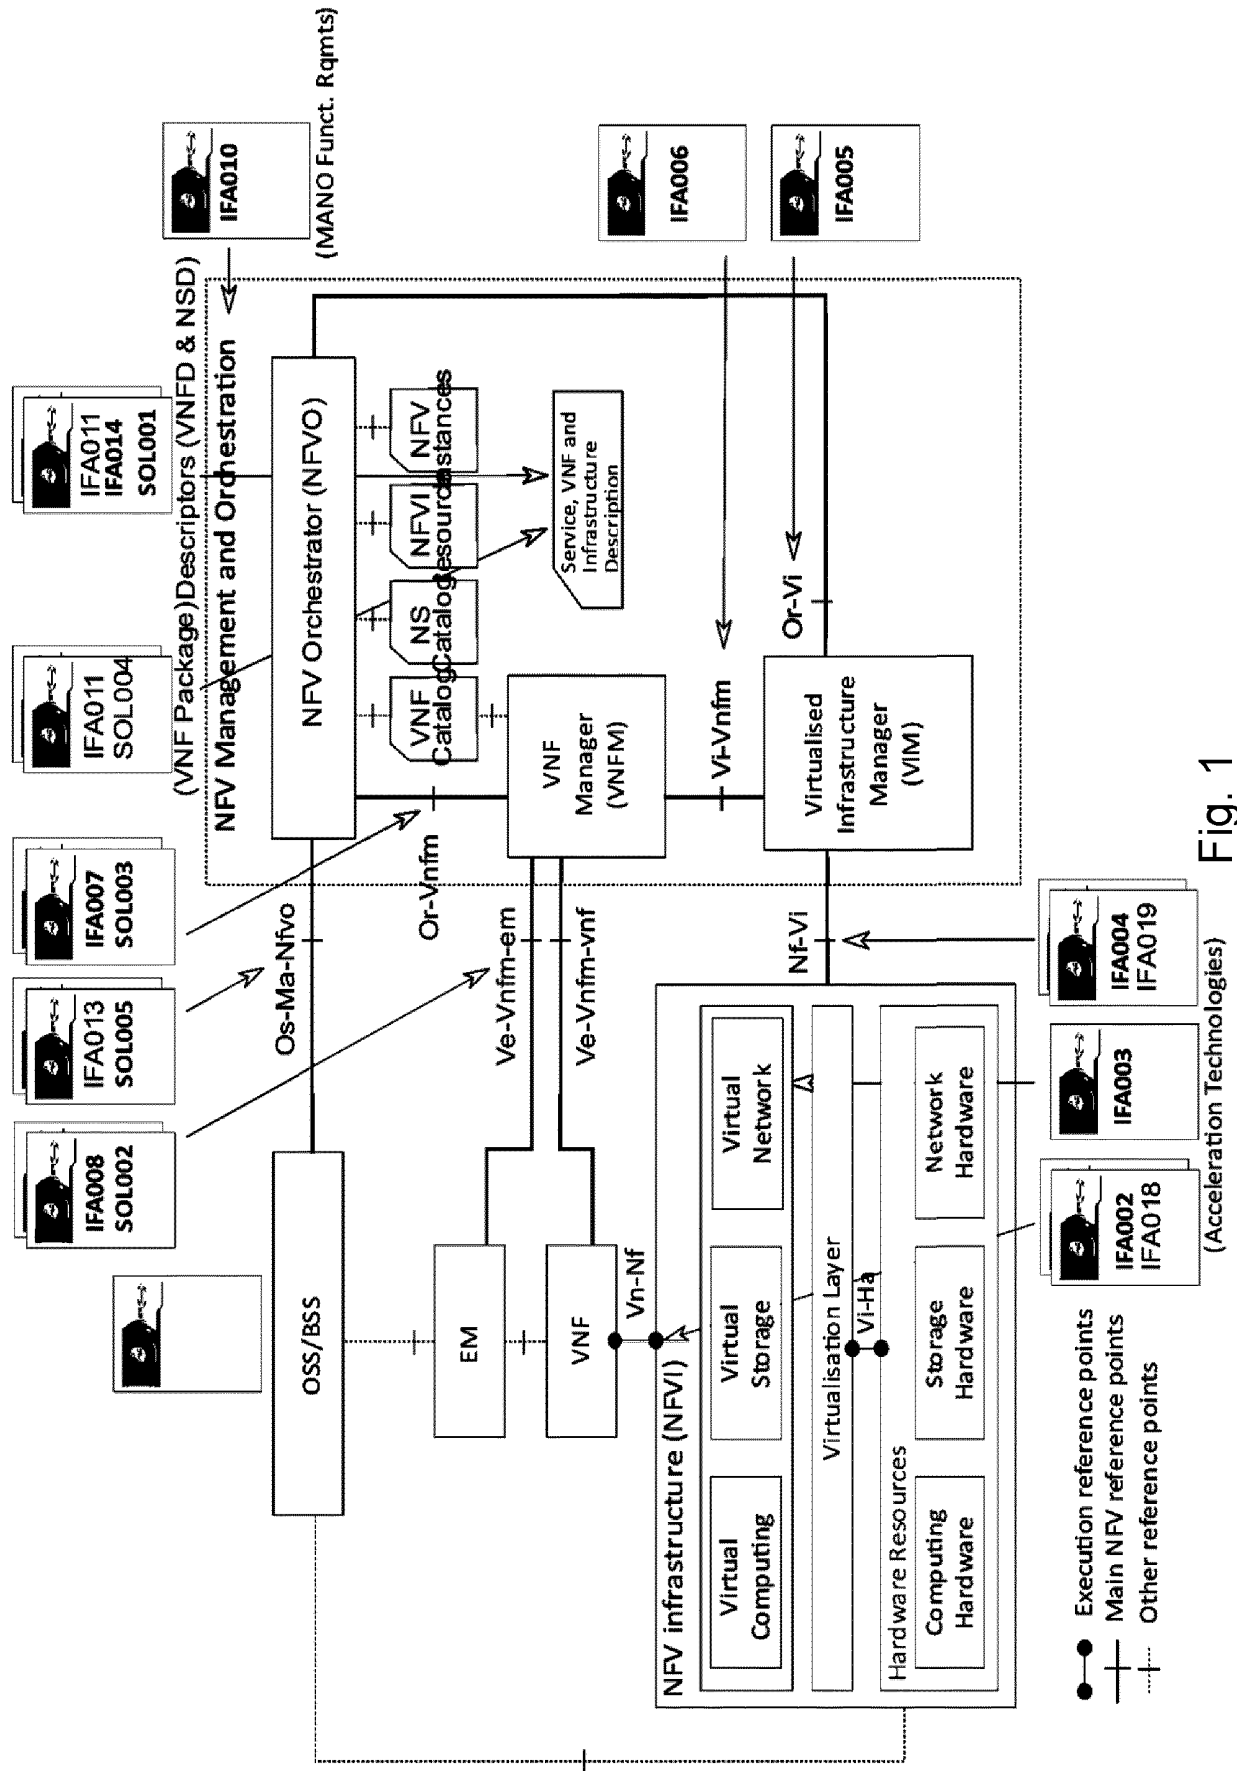 IFA008
SOL002
IFA013
SOL005
IFA007
SOL003
IFA011
SOL004
IFA011
IFA014
SOL001
(VNF Package)
Descriptors (VNFD & NSD)
IFA010
(MANO Funct. Rqmts)
NFV Management and Orchestration
Os-Ma-Nfvo
OSS/BSS
NFV Orchestrator (NFVO)
VNF
Catalog
NS
Catalog
NFVI
Resources
NFV
Instances
Or-Vnfm
EM
Ve-Vnfm-em
VNF
Manager
(VNFM)
Service, VNF and
Infrastructure
Description
VNF
Ve-Vnfm-vnf
Vn-Nf
IFA006
Vi-Vnfm
NFV infrastructure (NFVI)
Virtual
Computing
Virtual
Storage
Virtual
Network
IFA005
Or-Vi
Nf-Vi
Virtualised
Infrastructure
Manager
(VIM)
Virtualisation Layer
Vi-Ha
Hardware Resources
Computing
Hardware
Storage
Hardware
Network
Hardware
Execution reference points
Main NFV reference points
Other reference points
IFA002
IFA018
IFA003
IFA004
IFA019
(Acceleration Technologies)
Fig. 1